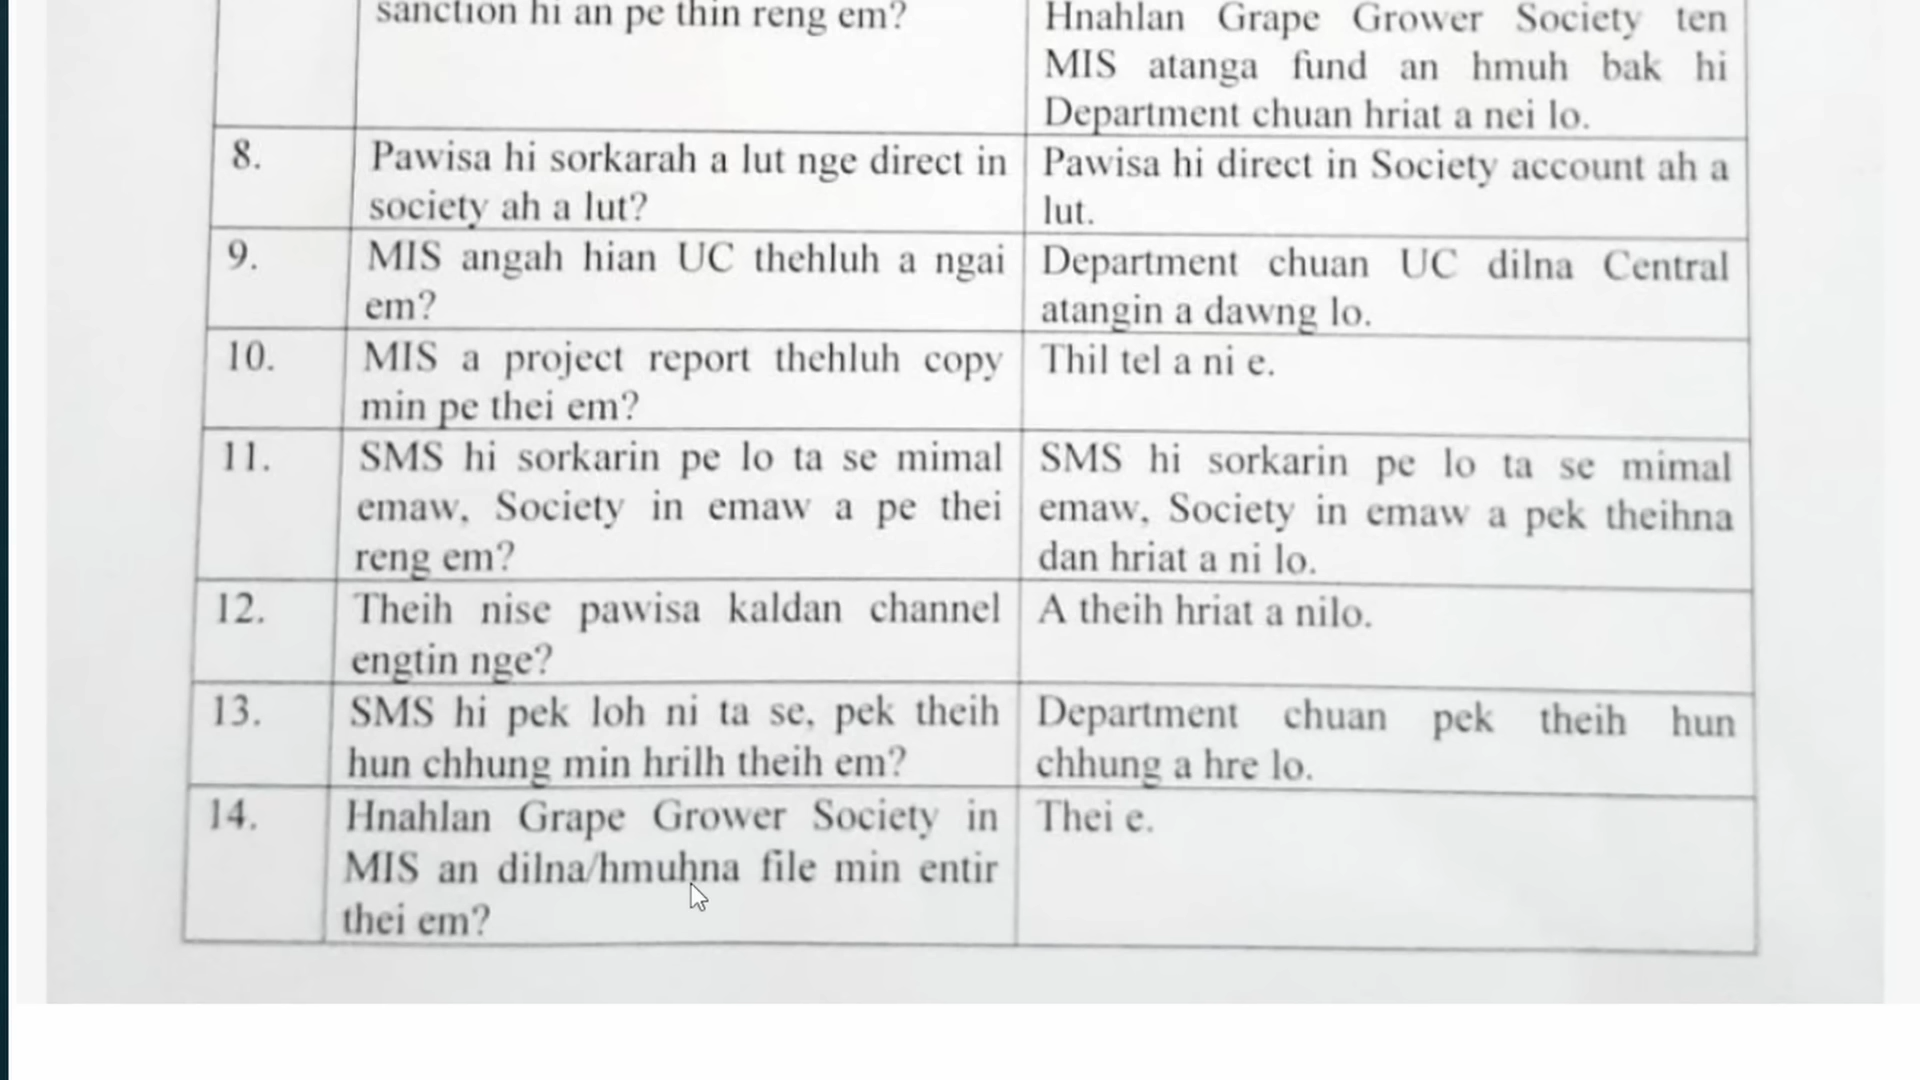 sanction hi an pe thin reng em?
Hnahlan Grape Grower Society ten
MIS atanga fund an hmuh bak hi
Department chuan hriat a nei lo.
8.
Pawisa hi sorkarah a lut nge direct in
society ah a lut?
Pawisa hi direct in Society account ah a
lut.
9.
MIS angah hian UC thehluh a ngai
em?
Department chuan UC dilna Central
atangin a dawng lo.
10.
MIS a project report thehluh copy
min pe thei em?
Thil tel a ni e.
11.
SMS hi sorkarin pe lo ta se mimal
emaw, Society in emaw a pe thei
reng em?
SMS hi sorkarin pe lo ta se mimal
emaw, Society in emaw a pek theihna
dan hriat a ni lo.
12.
Theih nise pawisa kaldan channel
engtin nge?
A theih hriat a nilo.
13.
SMS hi pek loh ni ta se, pek theih
hun chhung min hrilh theih em?
Department chuan pek theih hun
chhung a hre lo.
14.
Hnahlan Grape Grower Society in
MIS an dilna/hmuhna file min entir
thei em?
Thei e.